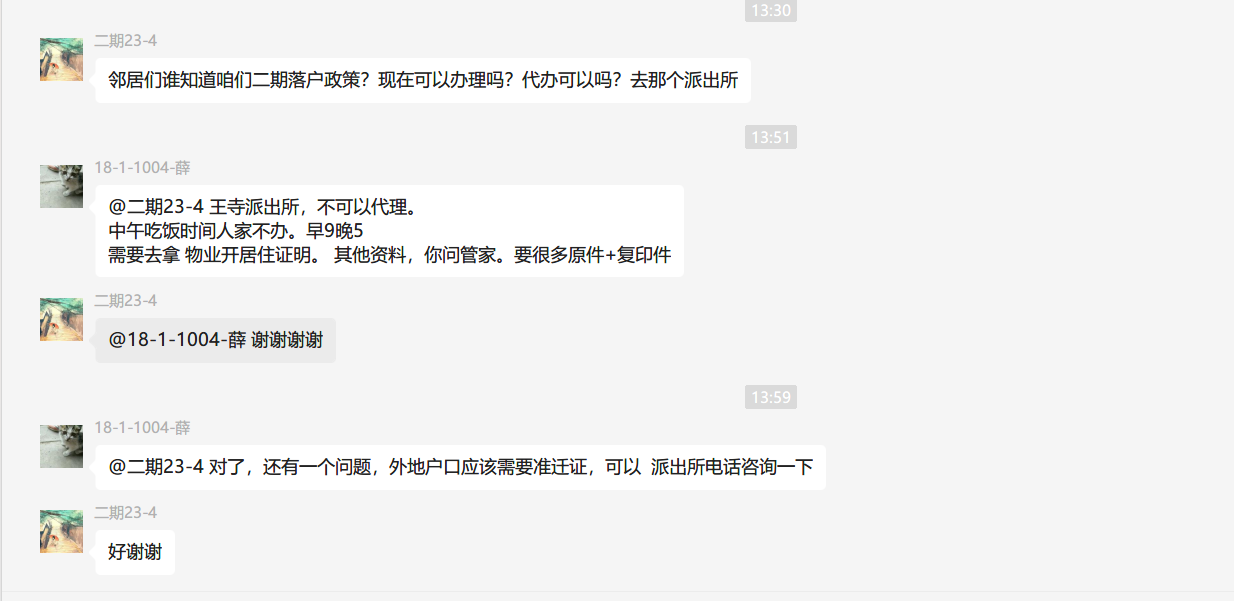 13:30
二期23-4
邻居们谁知道咱们二期落户政策？现在可以办理吗？代办可以吗？去那个派出所
13:51
18-1-1004-薛
@二期23-4 王寺派出所，不可以代理。
中午吃饭时间人家不办。早9晚5
需要去拿 物业开居住证明。 其他资料，你问管家。要很多原件+复印件
二期23-4
@18-1-1004-薛 谢谢谢谢
13:59
18-1-1004-薛
@二期23-4 对了，还有一个问题，外地户口应该需要准迁证，可以  派出所电话咨询一下
二期23-4
好谢谢